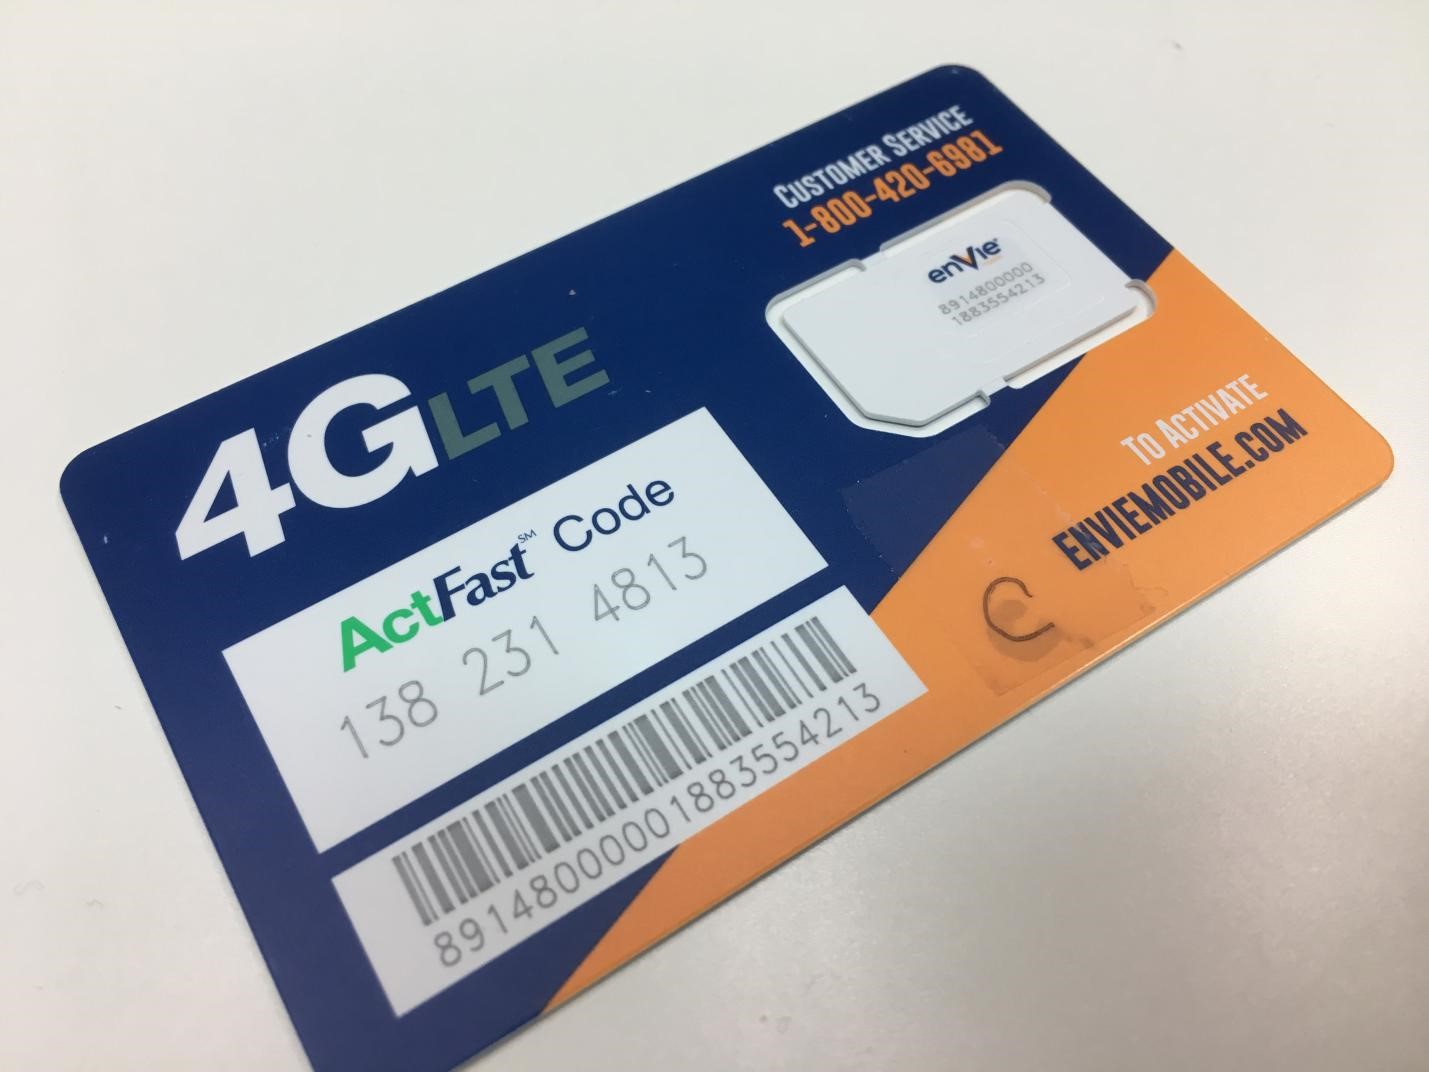 CUSTOMER SERVICE
1-800-420-6981
enVie
8914800000
1883554213
4GLTE
ActFast℠ Code
138 231 4813
89148000001883554213
TO ACTIVATE
ENVIEMOBILE.COM